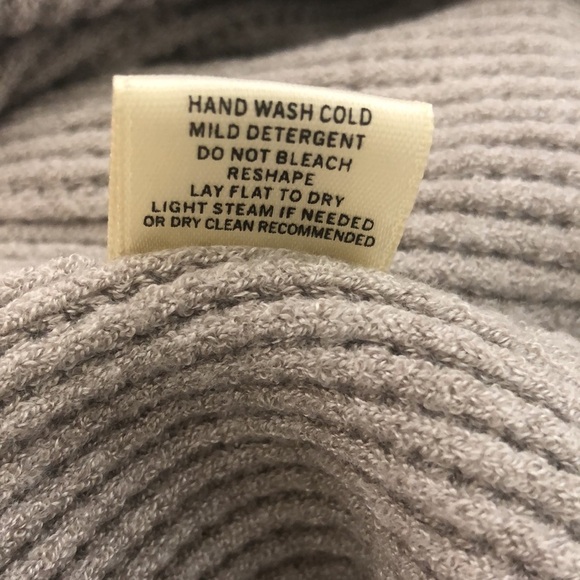 HAND WASH COLD
MILD DETERGENT
DO NOT BLEACH
RESHAPE
LAY FLAT TO DRY
LIGHT STEAM IF NEEDED
OR DRY CLEAN RECOMMENDED